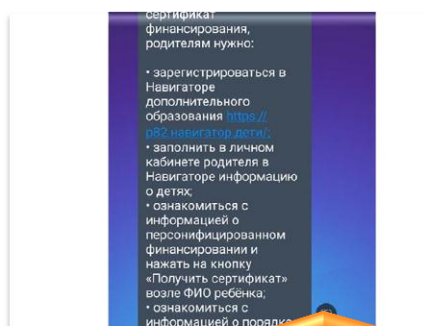 сертификат
финансирования,
родителям нужно:
• зарегистрироваться в
Навигаторе
дополнительного
образования https://
р82.навигатор.дети/;
• заполнить в личном
кабинете родителя в
Навигаторе информацию
о детях;
• ознакомиться с
информацией о
персонифицированном
финансировании и
нажать на кнопку
«Получить сертификат»
возле ФИО ребёнка;
• ознакомиться с
информацией о порядке